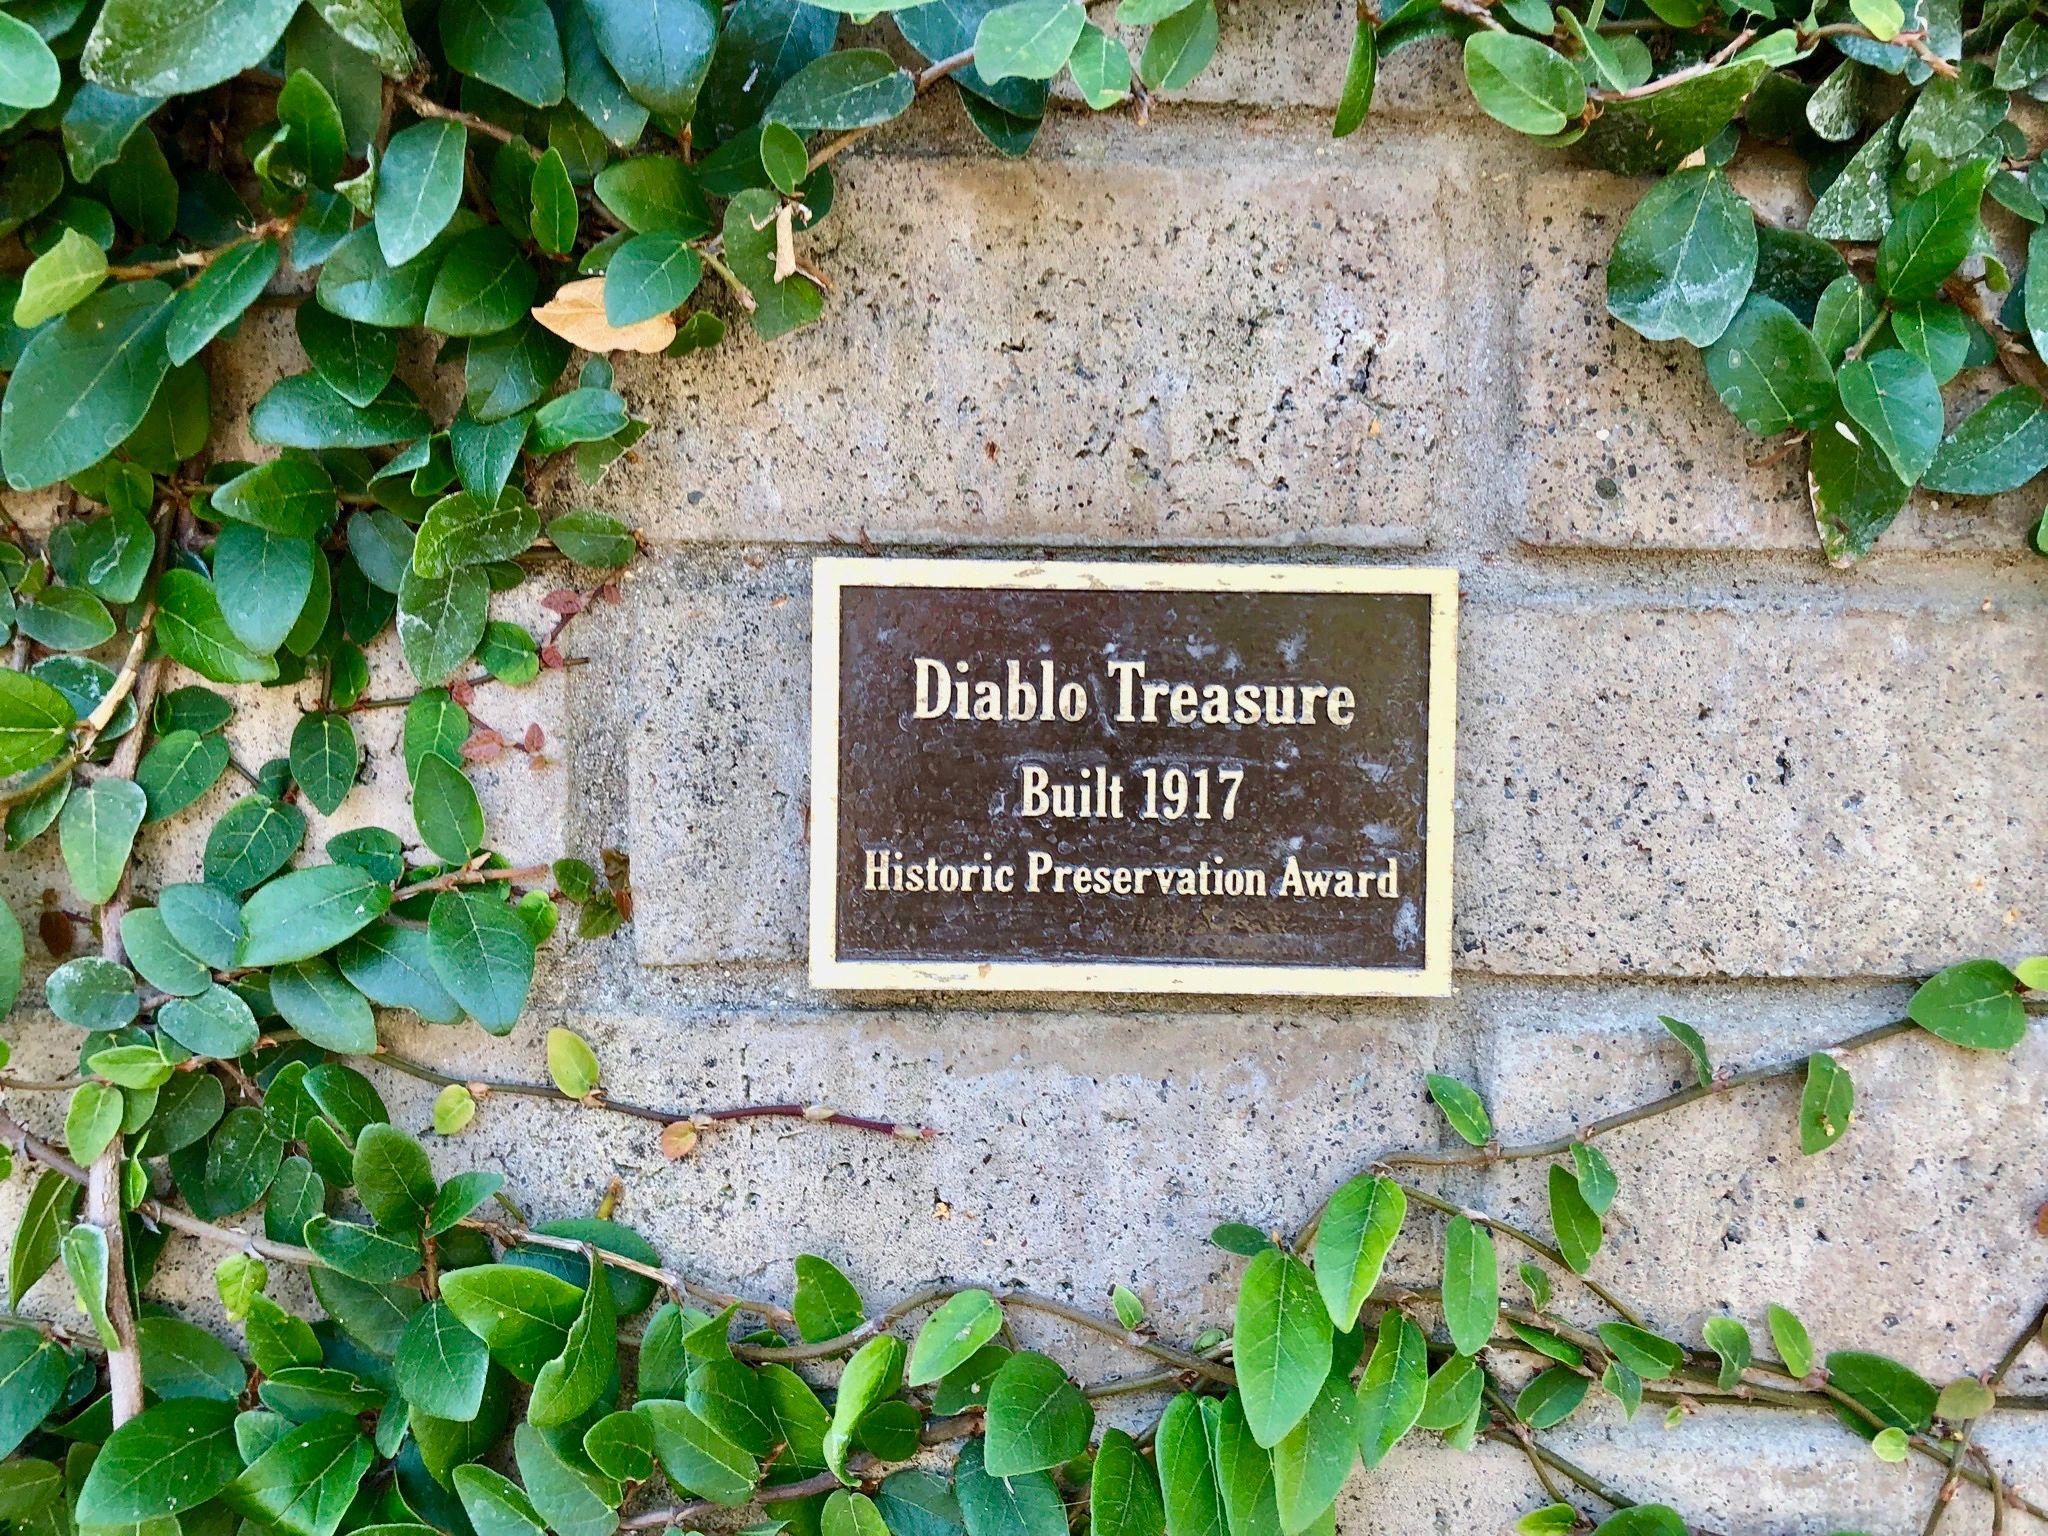 Diablo Treasure
Built 1917
Historic Preservation Award